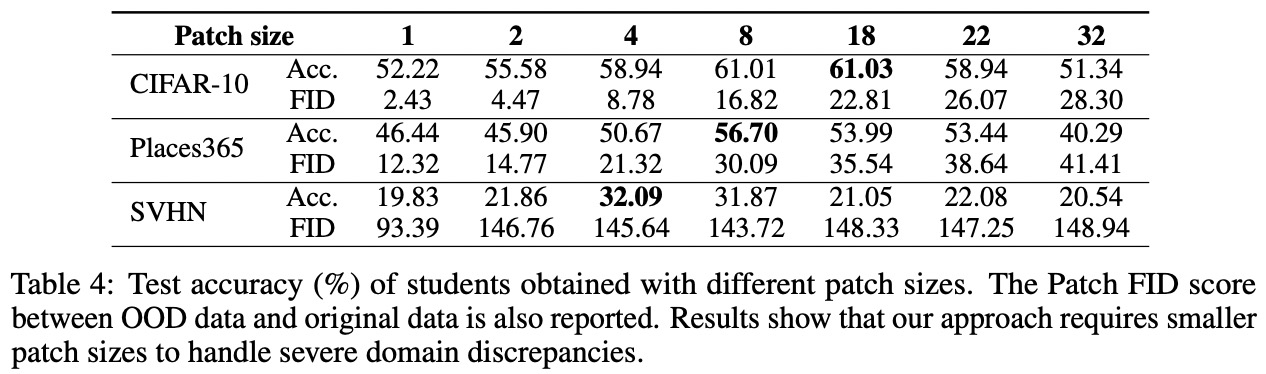 Patch size 1 2 4 8 18 22 32
CIFAR-10 Acc. 52.22 55.58 58.94 61.01 61.03 58.94 51.34
FID 2.43 4.47 8.78 16.82 22.81 26.07 28.30
Places365 Acc. 46.44 45.90 50.67 56.70 53.99 53.44 40.29
FID 12.32 14.77 21.32 30.09 35.54 38.64 41.41
SVHN Acc. 19.83 21.86 32.09 31.87 21.05 22.08 20.54
FID 93.39 146.76 145.64 143.72 148.33 147.25 148.94
Table 4: Test accuracy (%) of students obtained with different patch sizes. The Patch FID score
between OOD data and original data is also reported. Results show that our approach requires smaller
patch sizes to handle severe domain discrepancies.